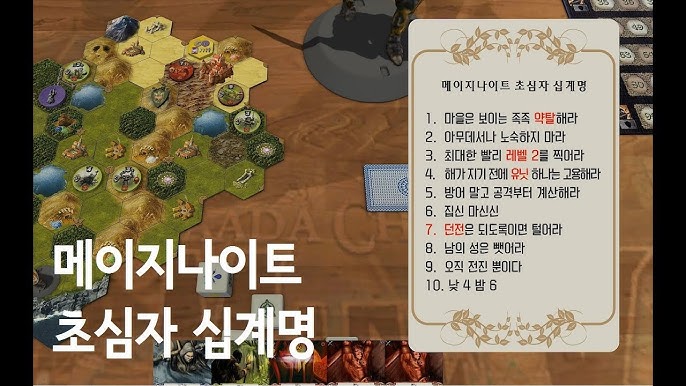 메이지나이트 초심자 십계명
1. 마을은 보이는 족족 약탈해라
2. 아무데서나 노숙하지 마라
3. 최대한 빨리 레벨 2를 찍어라
4. 해가 지기 전에 유닛 하나는 고용해라
5. 방어 말고 공격부터 계산해라
6. 집신 마신신
7. 던전은 되도록이면 털어라
8. 남의 성은 뺏어라
9. 오직 전진 뿐이다
10. 낮 4 밤 6
메이지나이트
초심자 십계명